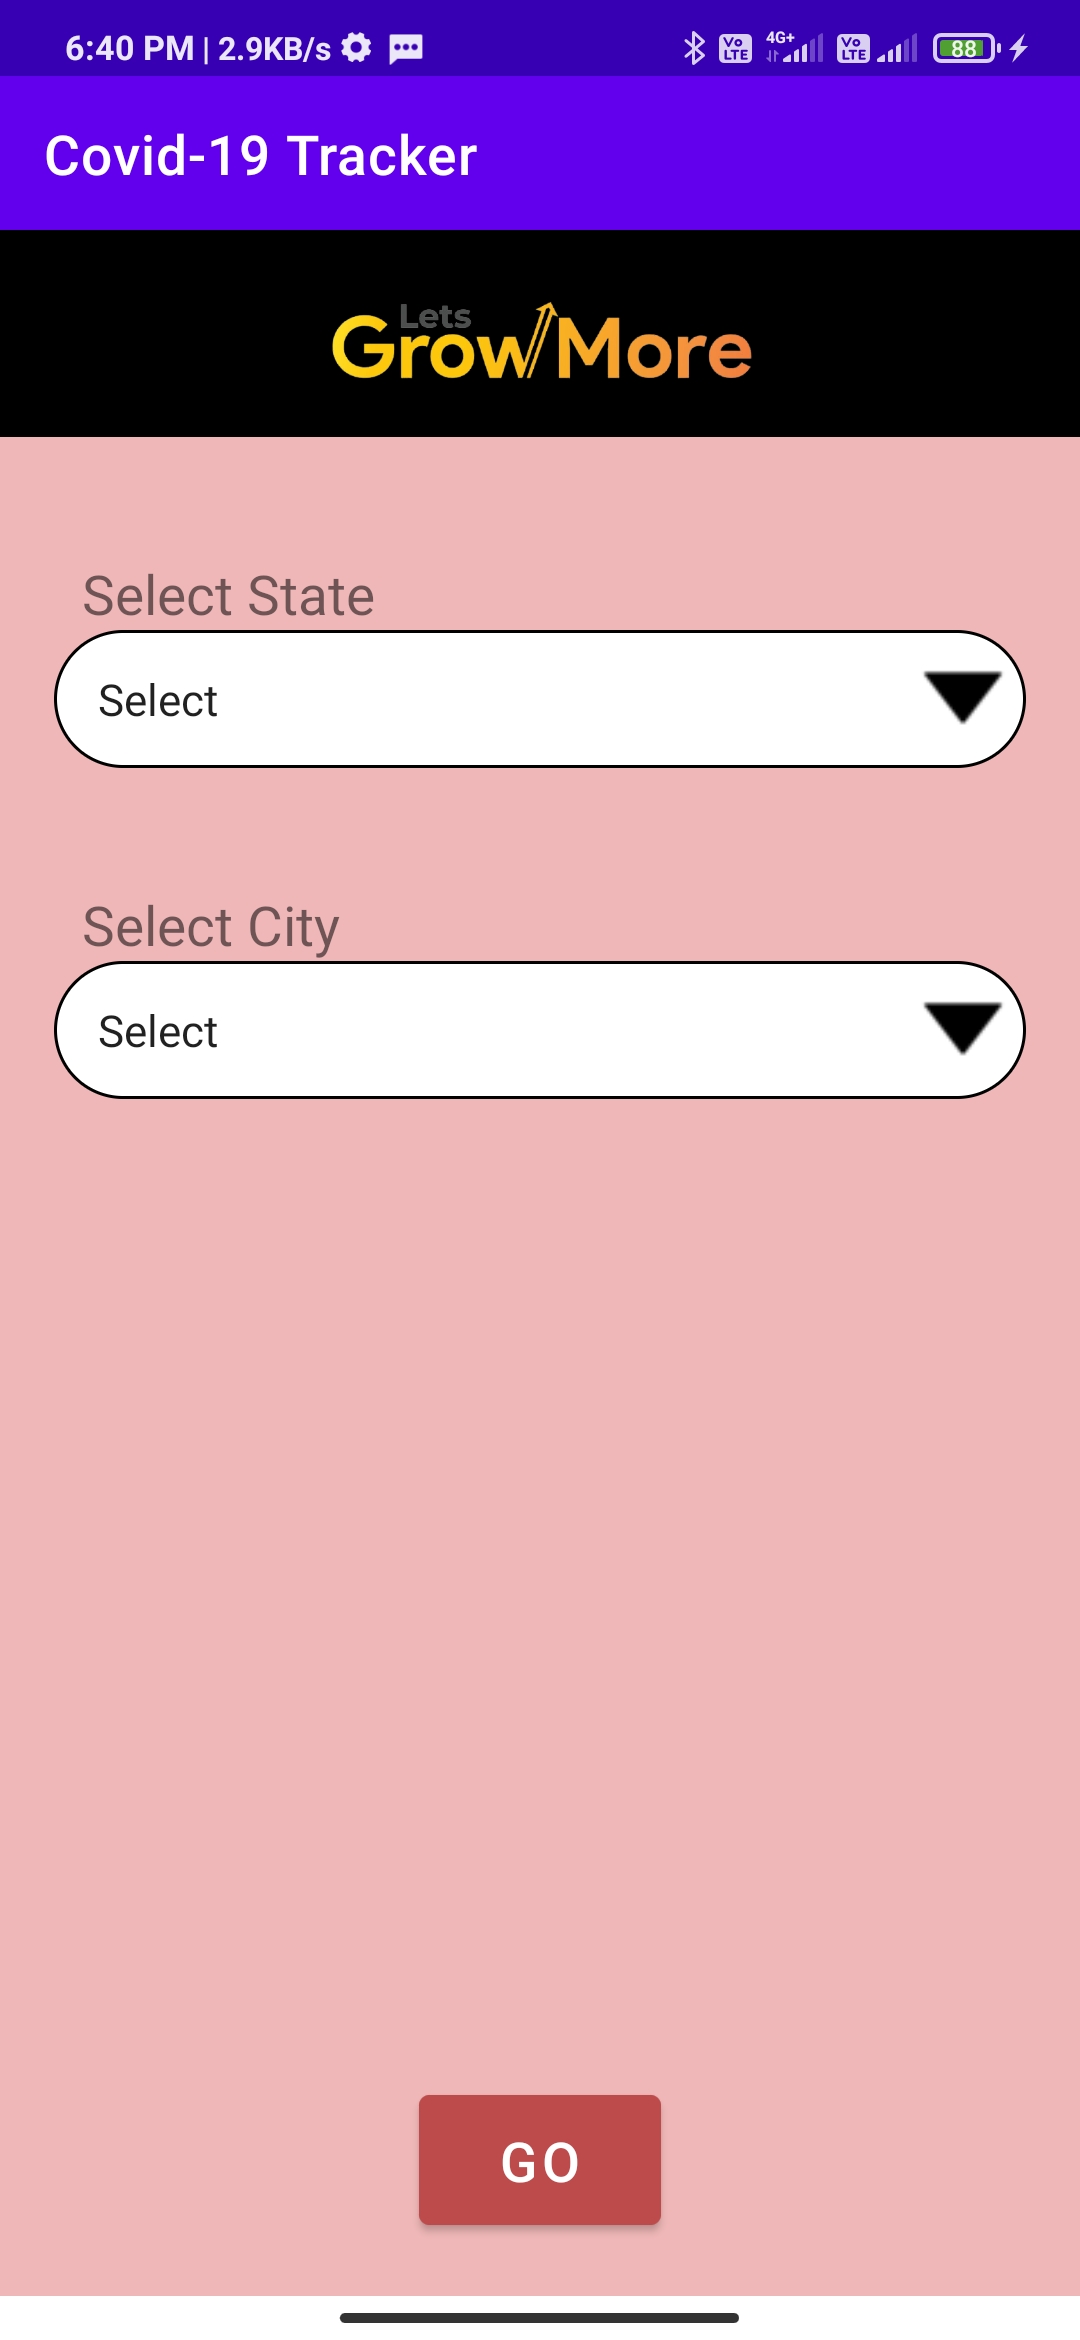 6:40 PM | 2.9KB/s Vo LTE 4G+ Vo LTE 88
Covid-19 Tracker
Lets
GrowMore
Select State
Select
Select City
Select
GO